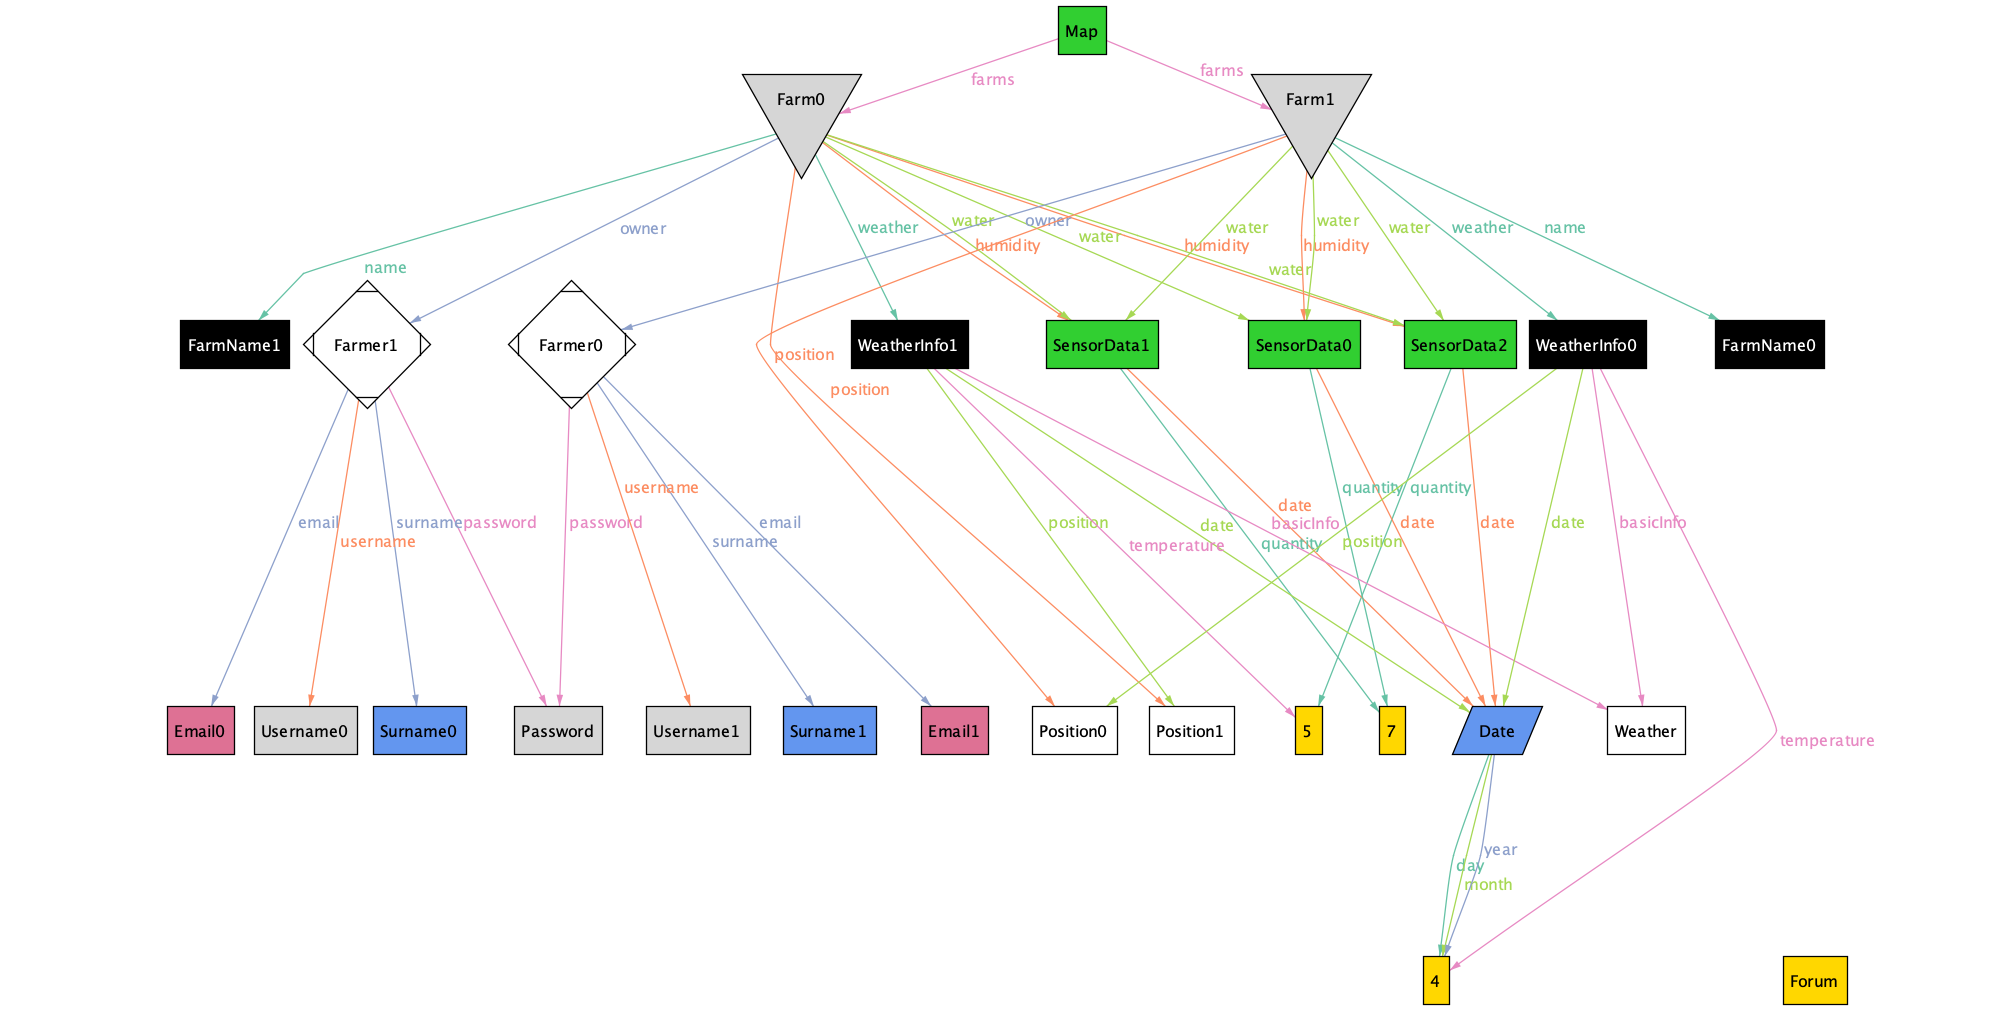 Map
farms
farms
Farm0
Farm1
water
owner
water
water
water
name
weather
weather
owner
water
humidity
humidity
humidity
name
water
FarmName1
Farmer1
Farmer0
WeatherInfo1
SensorData1
SensorData0
SensorData2
WeatherInfo0
FarmName0
position
position
username
quantity
quantity
date
email
surname
password
password
email
position
date
basicInfo
date
date
date
basicInfo
username
surname
temperature
quantity
position
Email0
Username0
Surname0
Password
Username1
Surname1
Email1
Position0
Position1
5
7
Date
Weather
temperature
year
day
month
4
Forum